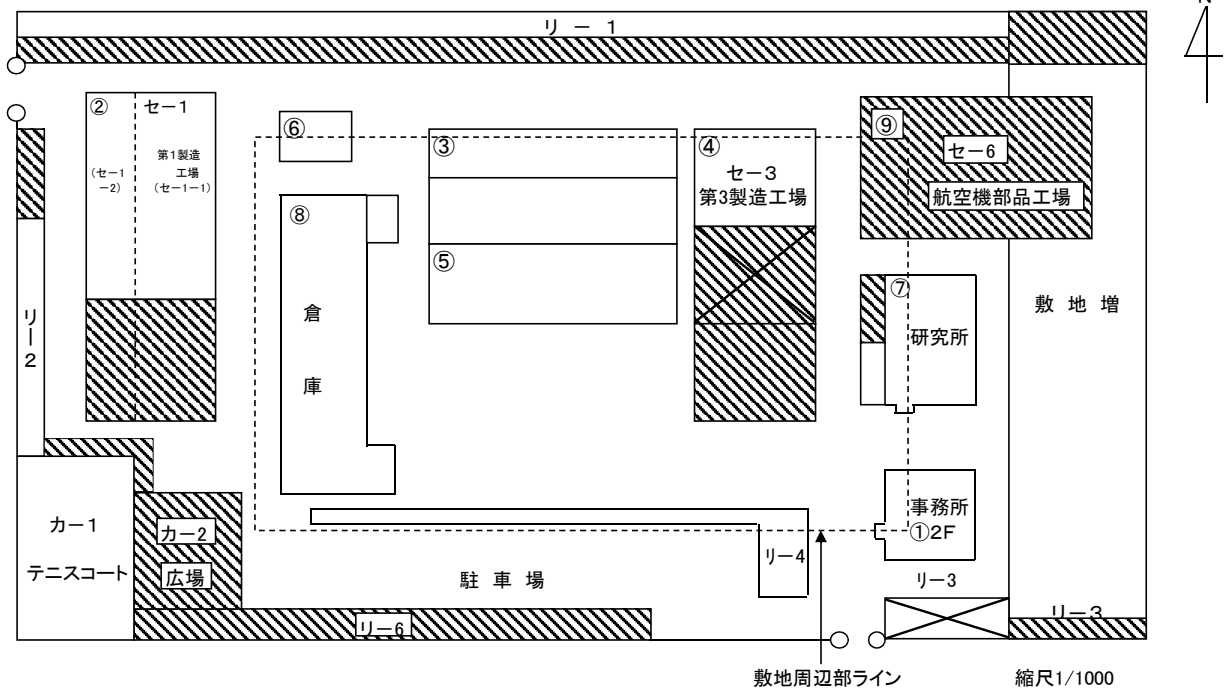 リ － １
N
②
セ－１
（セ－１
－２）
第１製造
工場
（セ－１－１）
⑥
③
④
セ－３
第３製造工場
⑨
セ－６
航空機部品工場
⑧
倉
庫
⑤
⑦
研究所
敷 地 増
リ
－
２
カ－１
テニスコート
カ－２
広場
駐 車 場
リ－４
事務所
①２F
リ－３
リ－３
リ－６
敷地周辺部ライン
縮尺1/1000